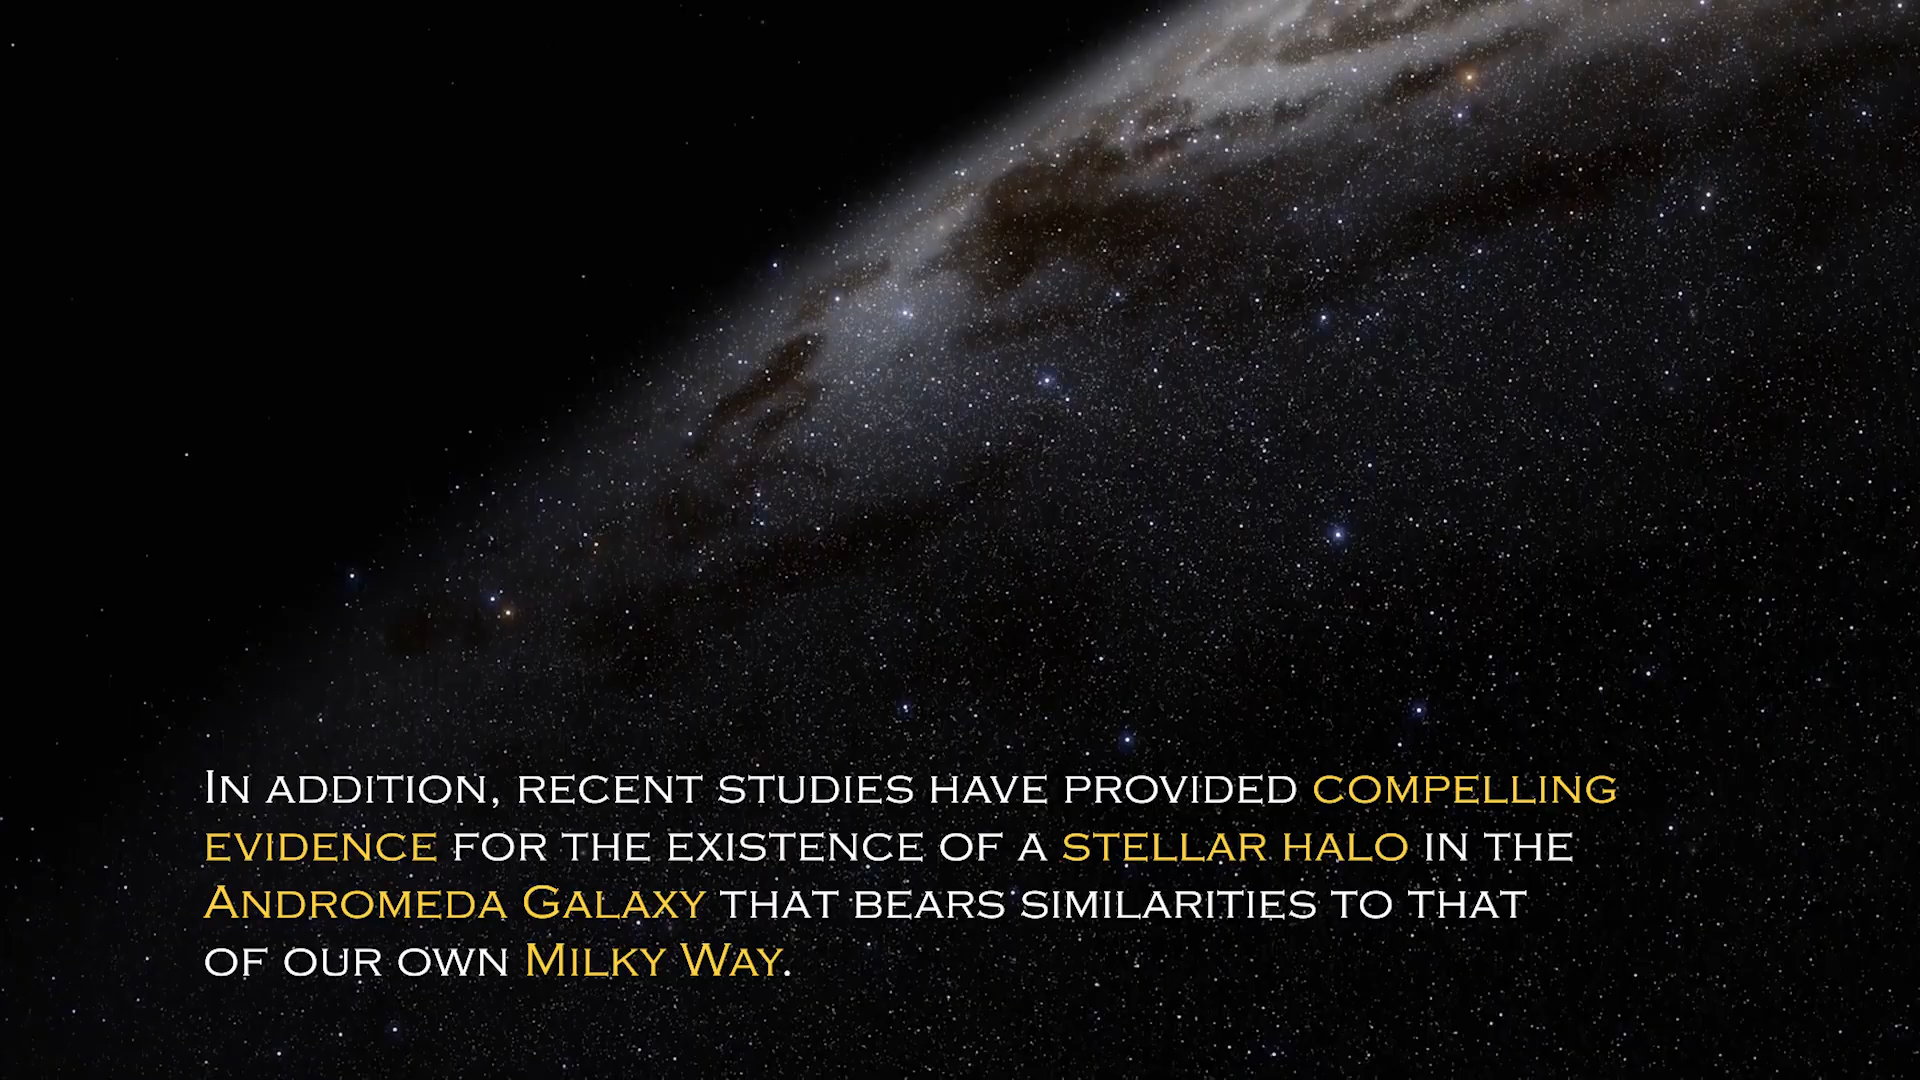 In addition, recent studies have provided compelling
evidence for the existence of a stellar halo in the
Andromeda Galaxy that bears similarities to that
of our own Milky Way.